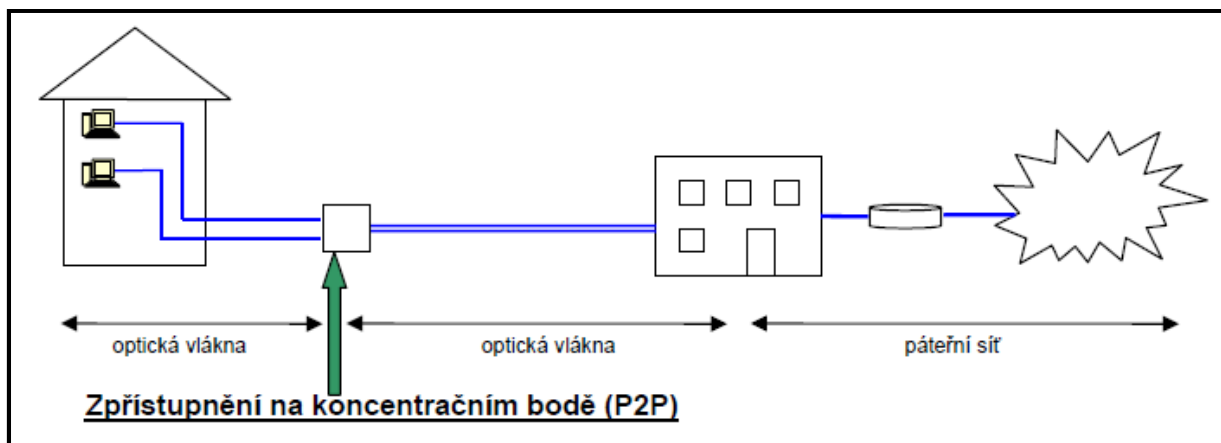 optická vlákna
optická vlákna
páteřní síť
Zpřístupnění na koncentračním bodě (P2P)